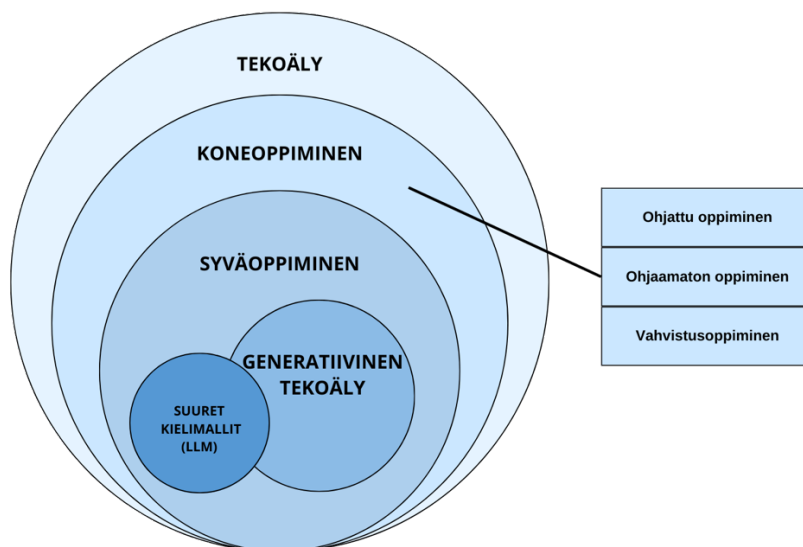 TEKOÄLY
KONEOPPIMINEN
SYVÄOPPIMINEN
GENERATIIVINEN
TEKOÄLY
SUURET
KIELIMALLIT
(LLM)
Ohjattu oppiminen
Ohjaamaton oppiminen
Vahvistusoppiminen